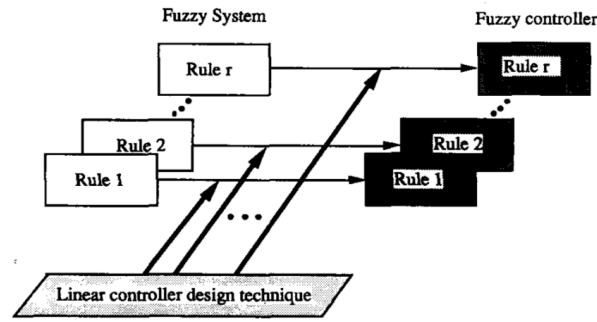 Fuzzy System
Fuzzy controller
Rule r
Rule r
Rule 2
Rule 2
Rule 1
Rule 1
Linear controller design technique